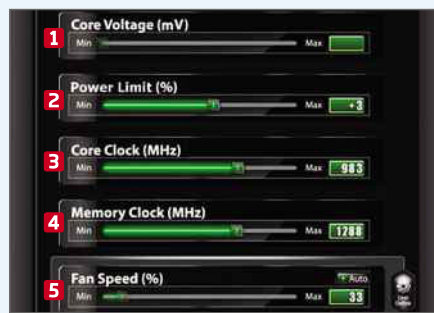 1 Core Voltage (mV)
Min Max
2 Power Limit (%)
Min Max +3
3 Core Clock (MHz)
Min Max 983
4 Memory Clock (MHz)
Min Max 1288
5 Fan Speed (%) + Auto
Min Max 33